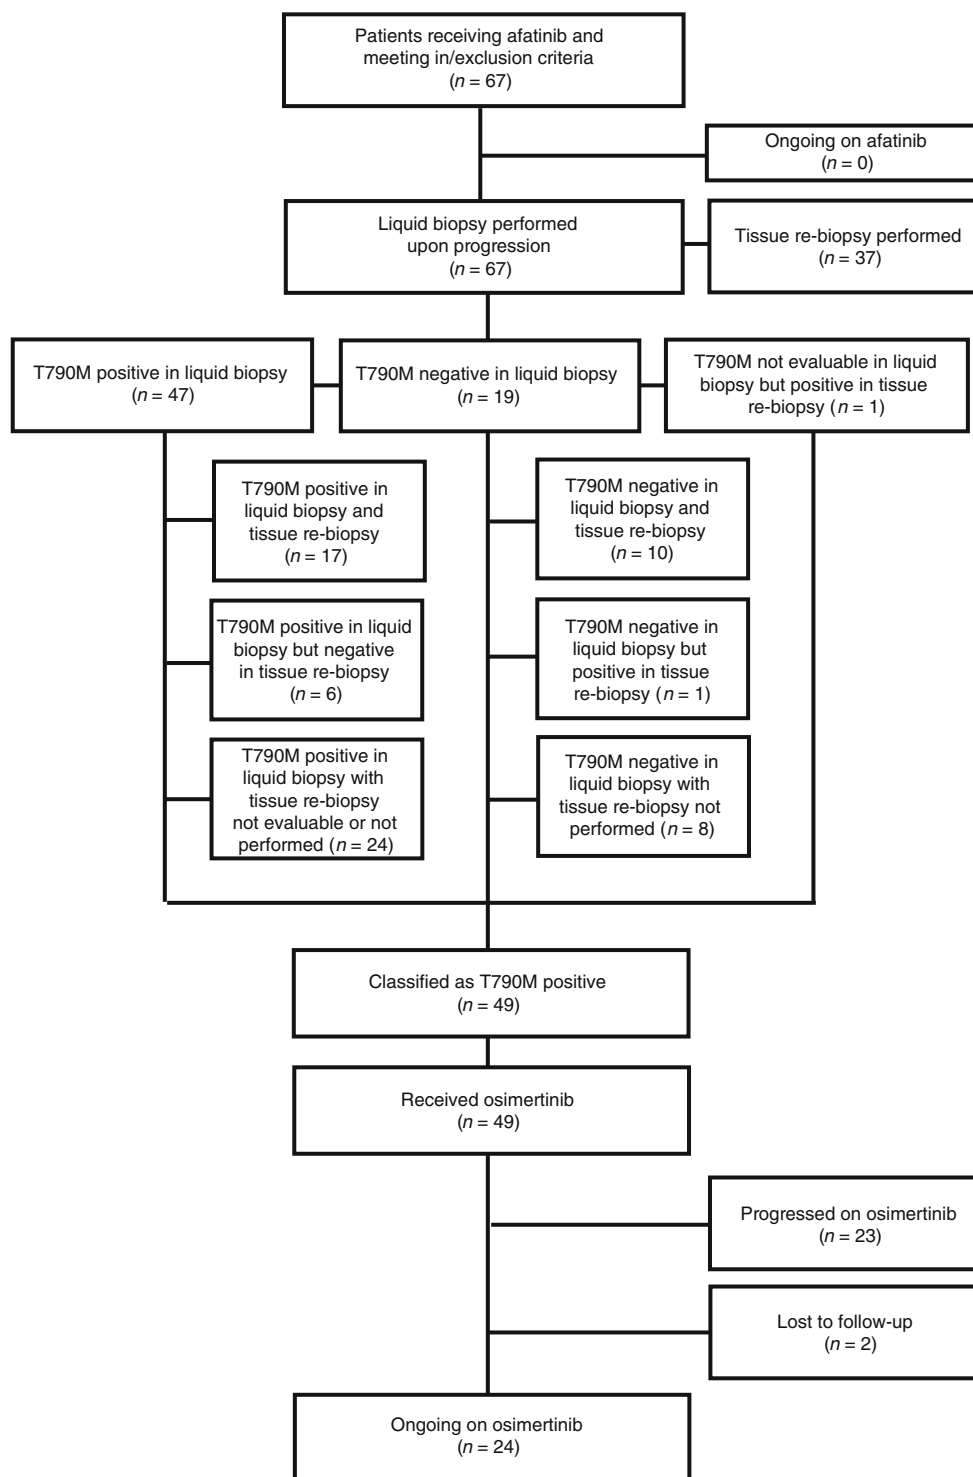 Patients receiving afatinib and
meeting in/exclusion criteria
(n = 67)
Ongoing on afatinib
(n = 0)
Liquid biopsy performed
upon progression
(n = 67)
Tissue re-biopsy performed
(n = 37)
T790M positive in liquid biopsy
(n = 47)
T790M negative in liquid biopsy
(n = 19)
T790M not evaluable in liquid
biopsy but positive in tissue
re-biopsy (n = 1)
T790M positive in
liquid biopsy and
tissue re-biopsy
(n = 17)
T790M negative in
liquid biopsy and
tissue re-biopsy
(n = 10)
T790M positive in liquid
biopsy but negative
in tissue re-biopsy
(n = 6)
T790M negative in
liquid biopsy but
positive in tissue
re-biopsy (n = 1)
T790M positive in
liquid biopsy with
tissue re-biopsy
not evaluable or not
performed (n = 24)
T790M negative in
liquid biopsy with
tissue re-biopsy not
performed (n = 8)
Classified as T790M positive
(n = 49)
Received osimertinib
(n = 49)
Progressed on osimertinib
(n = 23)
Lost to follow-up
(n = 2)
Ongoing on osimertinib
(n = 24)